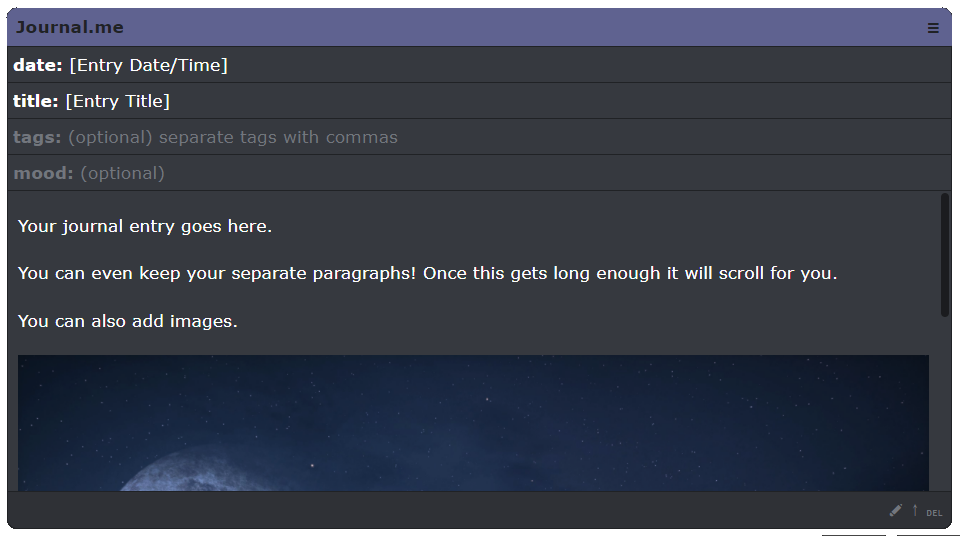 Journal.me ≡
date: [Entry Date/Time]
title: [Entry Title]
tags: (optional) separate tags with commas
mood: (optional)
Your journal entry goes here.
You can even keep your separate paragraphs! Once this gets long enough it will scroll for you.
You can also add images.
↑ DEL